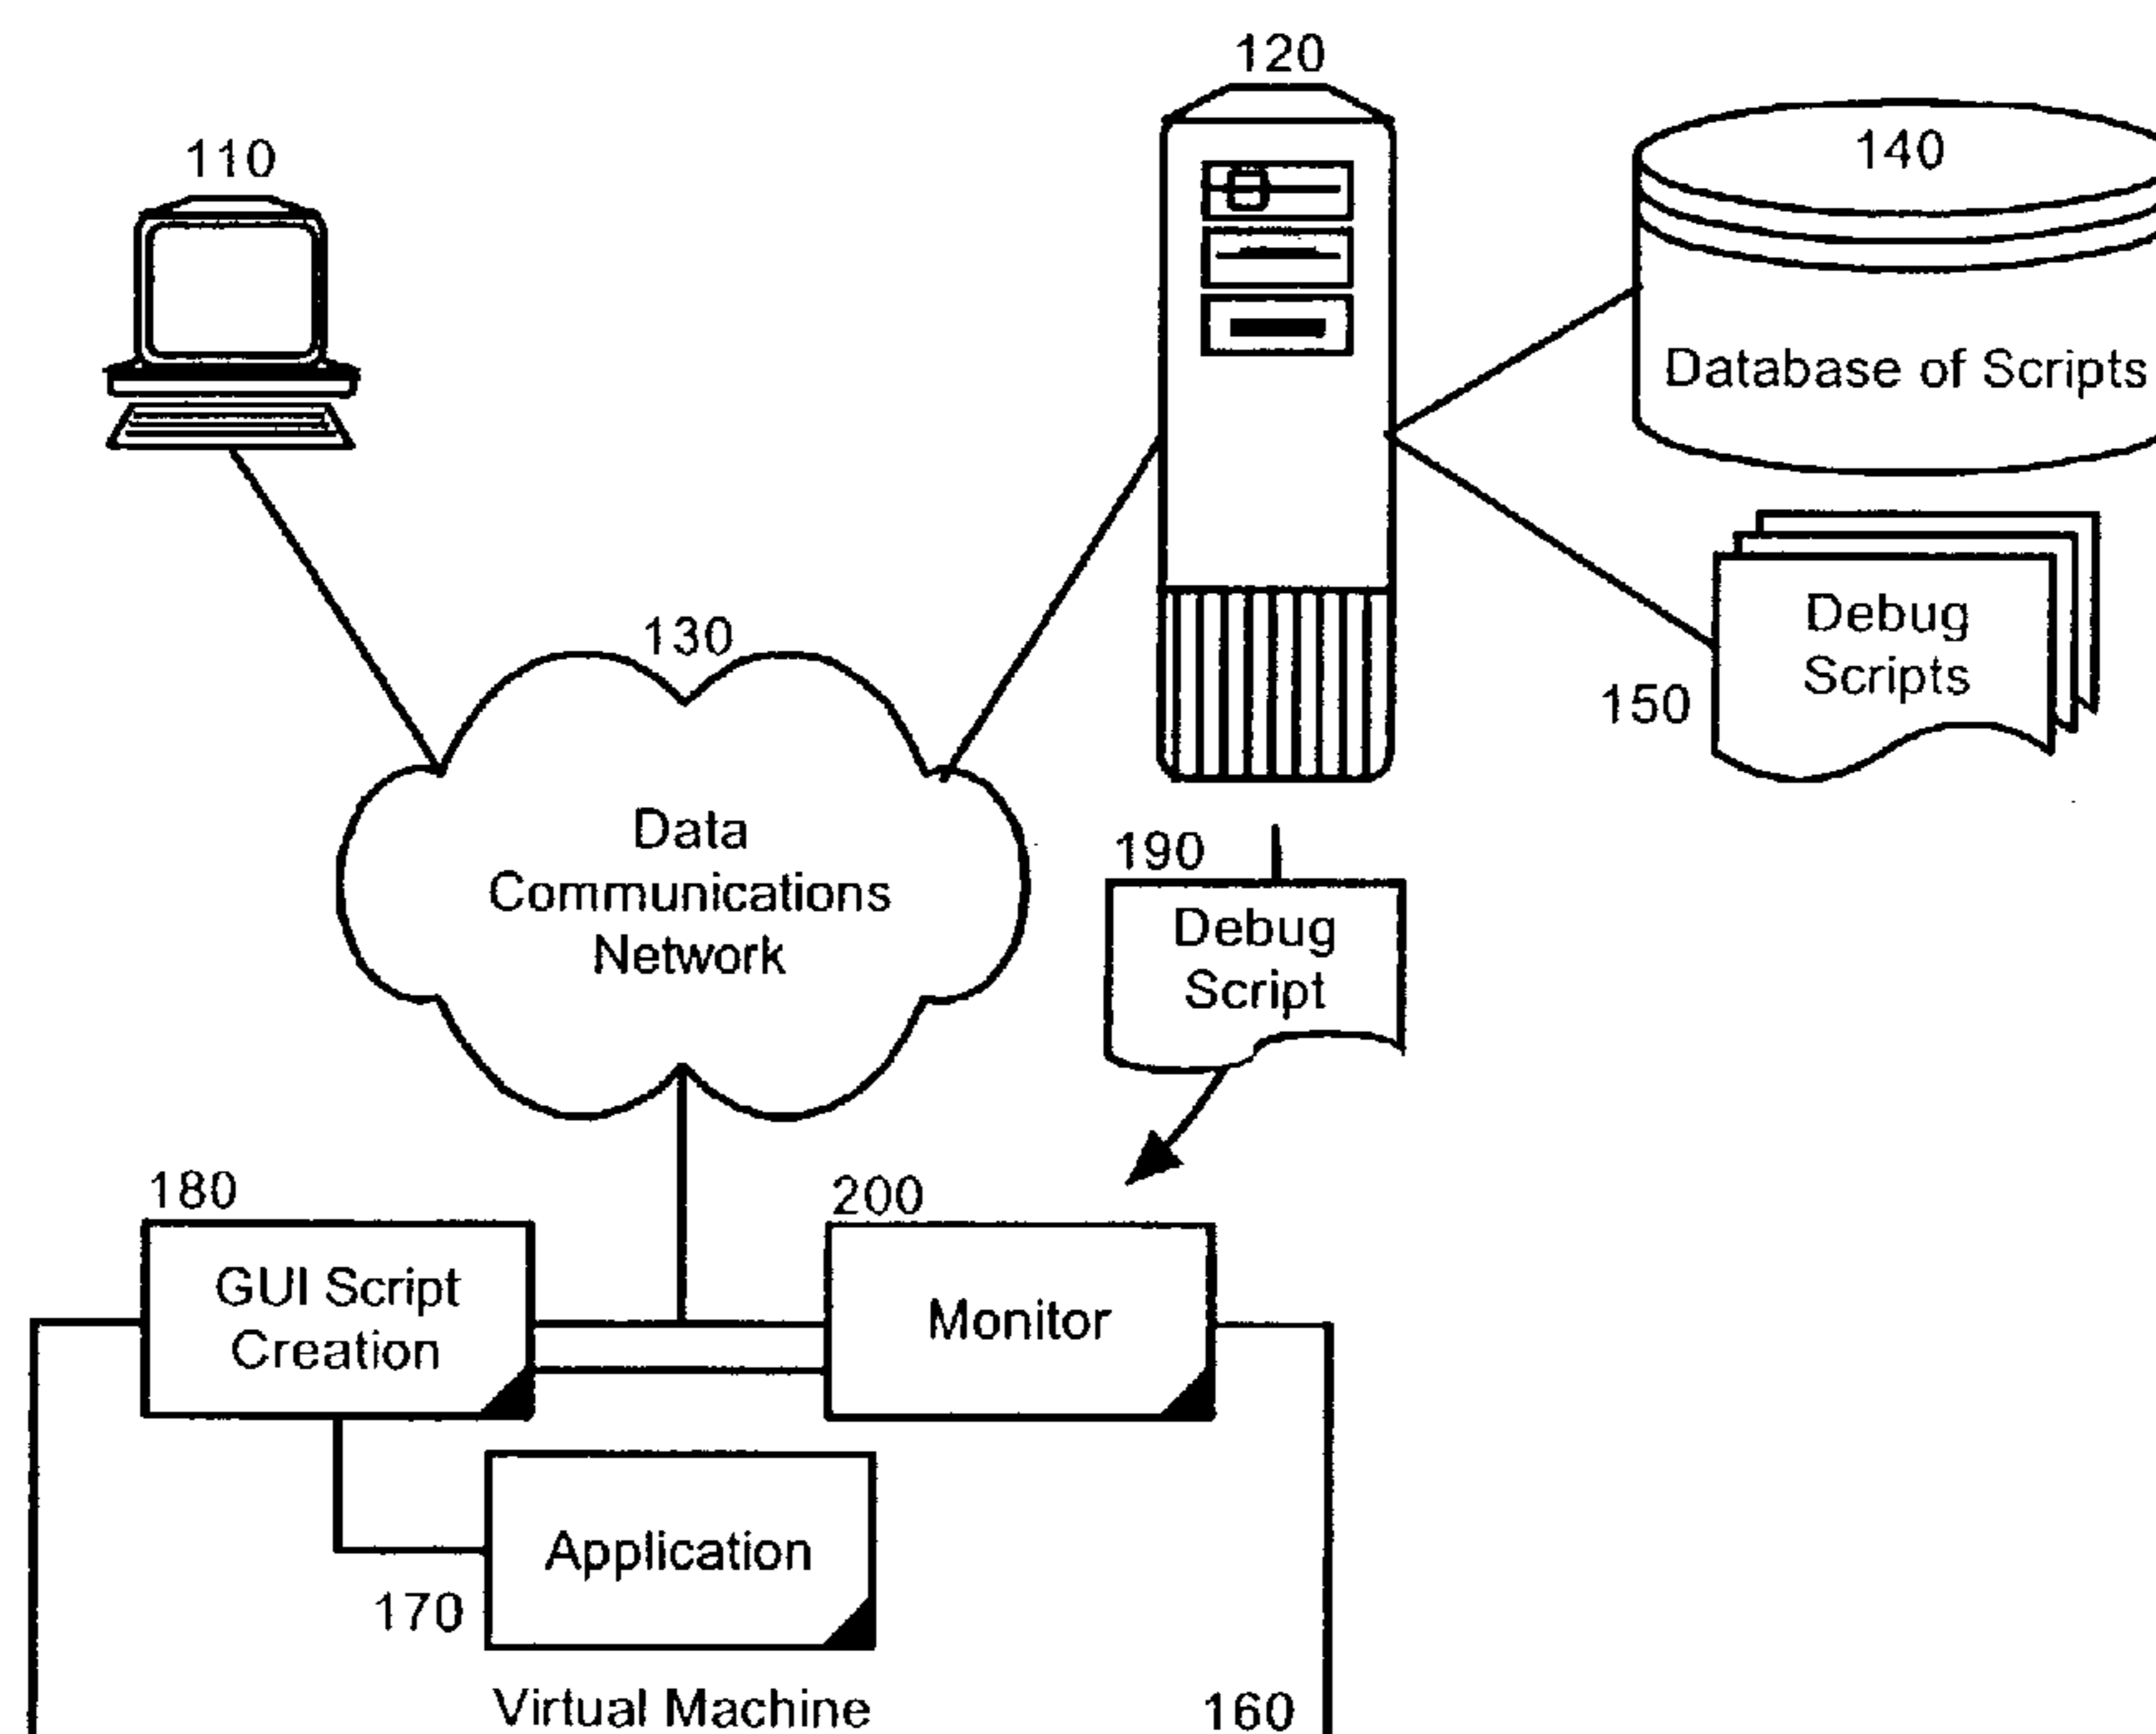 120
110
140
Database of Scripts
130
Debug
Scripts
150
Data
Communications
Network
190
Debug
Script
180
200
GUI Script
Creation
Monitor
Application
170
Virtual Machine
160